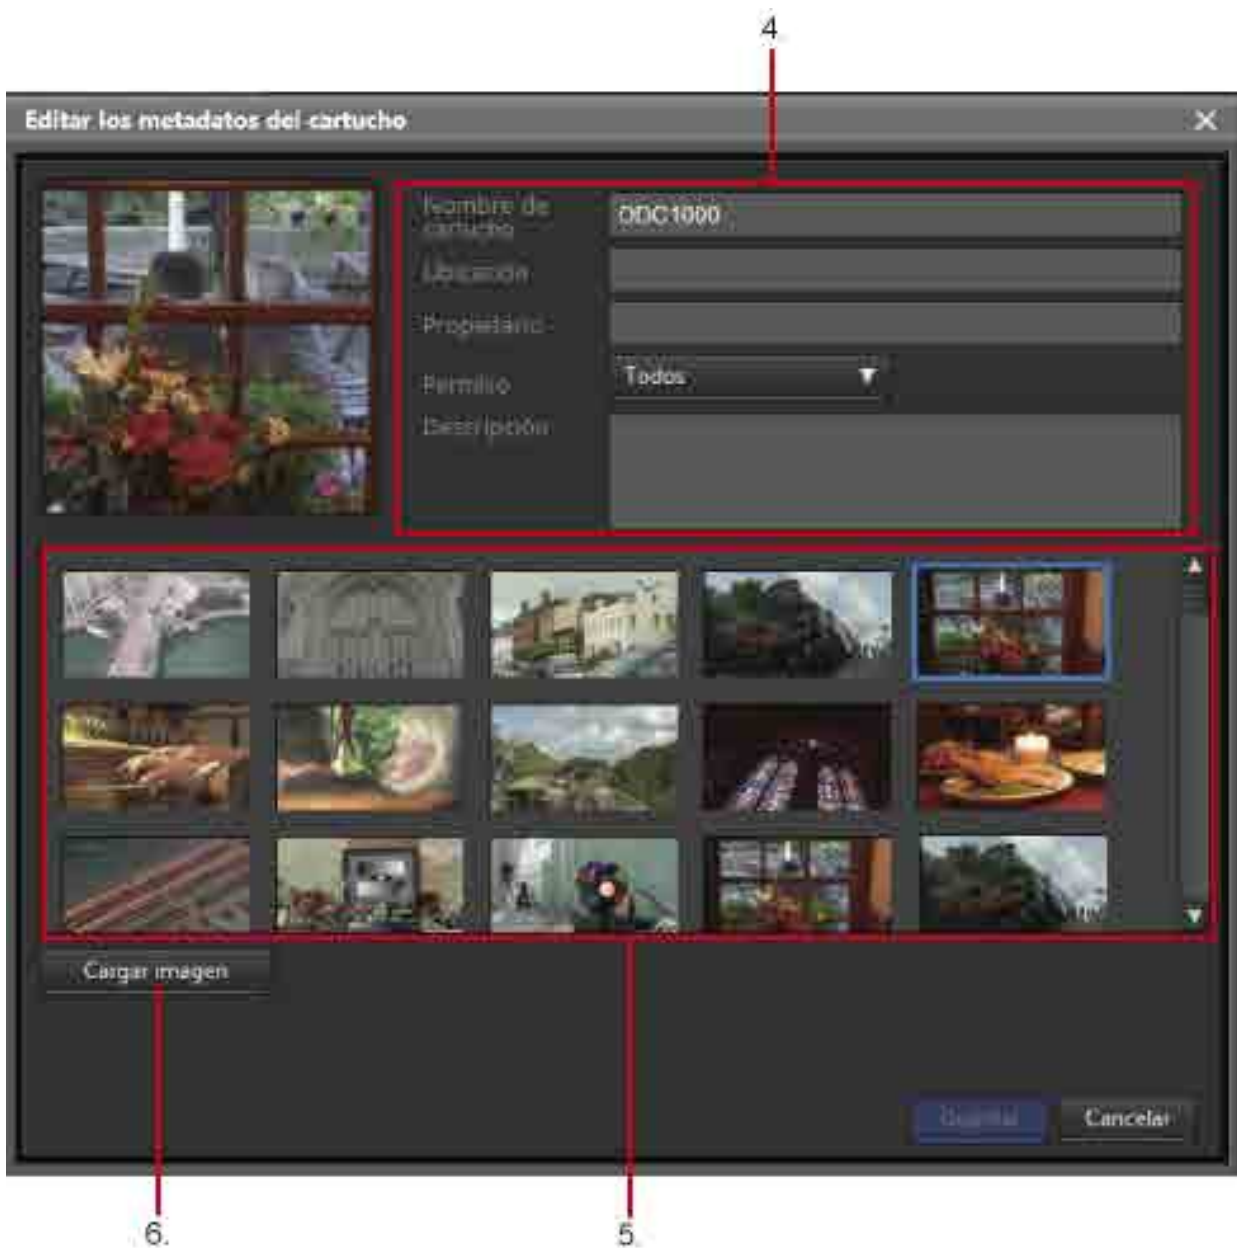 4
Editar los metadatos del cartucho
Nombre de
cartucho
ODC1000
Ubicación
Propietario
Permiso
Todos
Descripción
Cargar imagen
Guardar
Cancelar
6.
5.